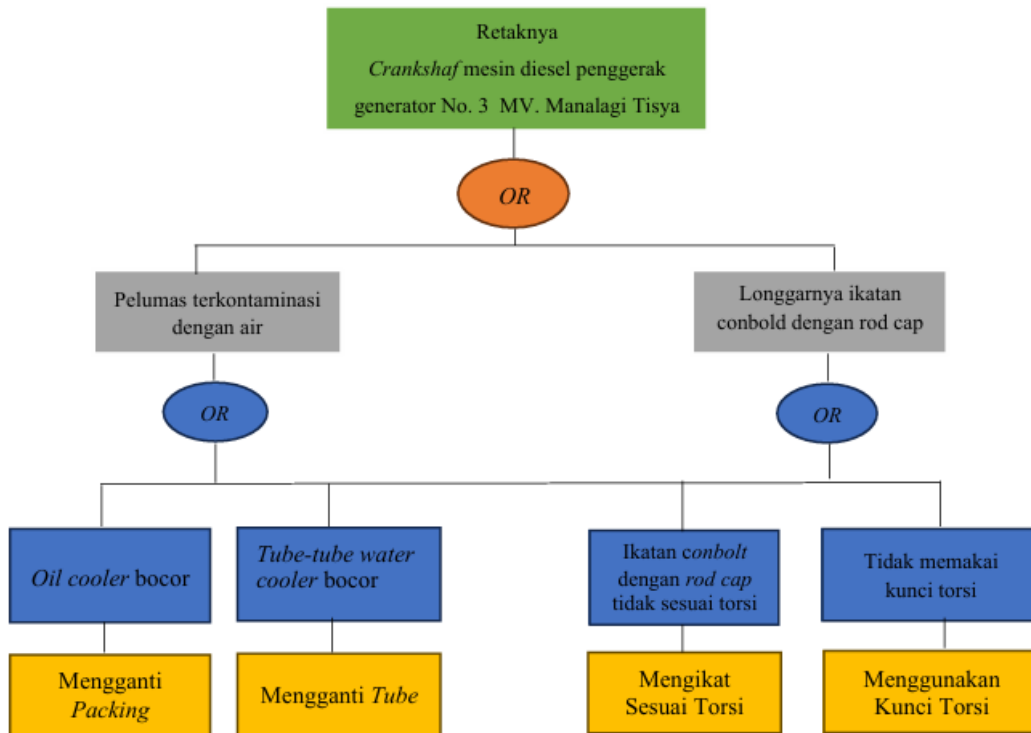 Retaknya
Crankshaf mesin diesel penggerak
generator No. 3 MV. Manalagi Tisya
OR
Pelumas terkontaminasi
dengan air
Longgarnya ikatan
conbold dengan rod cap
OR
OR
Oil cooler bocor
Tube-tube water
cooler bocor
Ikatan conbolt
dengan rod cap
tidak sesuai torsi
Tidak memakai
kunci torsi
Mengganti
Packing
Mengganti Tube
Mengikat
Sesuai Torsi
Menggunakan
Kunci Torsi